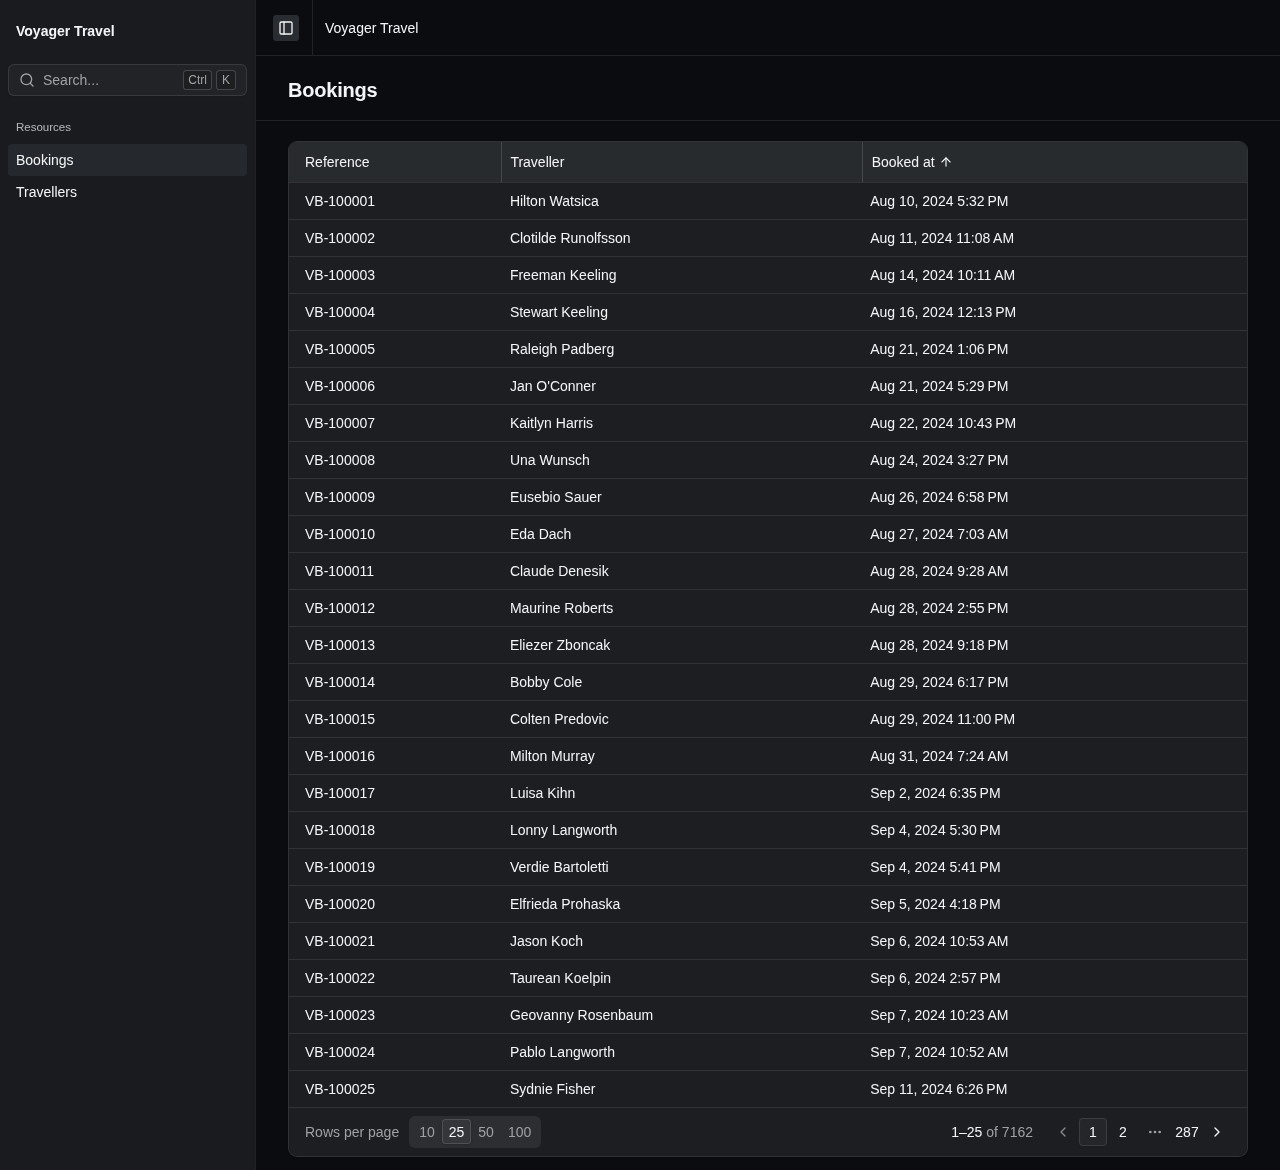 Voyager Travel
Search... Ctrl K
Resources
Bookings
Travellers
Voyager Travel
Bookings
Reference Traveller Booked at
VB-100001 Hilton Watsica Aug 10, 2024 5:32 PM
VB-100002 Clotilde Runolfsson Aug 11, 2024 11:08 AM
VB-100003 Freeman Keeling Aug 14, 2024 10:11 AM
VB-100004 Stewart Keeling Aug 16, 2024 12:13 PM
VB-100005 Raleigh Padberg Aug 21, 2024 1:06 PM
VB-100006 Jan O'Conner Aug 21, 2024 5:29 PM
VB-100007 Kaitlyn Harris Aug 22, 2024 10:43 PM
VB-100008 Una Wunsch Aug 24, 2024 3:27 PM
VB-100009 Eusebio Sauer Aug 26, 2024 6:58 PM
VB-100010 Eda Dach Aug 27, 2024 7:03 AM
VB-100011 Claude Denesik Aug 28, 2024 9:28 AM
VB-100012 Maurine Roberts Aug 28, 2024 2:55 PM
VB-100013 Eliezer Zboncak Aug 28, 2024 9:18 PM
VB-100014 Bobby Cole Aug 29, 2024 6:17 PM
VB-100015 Colten Predovic Aug 29, 2024 11:00 PM
VB-100016 Milton Murray Aug 31, 2024 7:24 AM
VB-100017 Luisa Kihn Sep 2, 2024 6:35 PM
VB-100018 Lonny Langworth Sep 4, 2024 5:30 PM
VB-100019 Verdie Bartoletti Sep 4, 2024 5:41 PM
VB-100020 Elfrieda Prohaska Sep 5, 2024 4:18 PM
VB-100021 Jason Koch Sep 6, 2024 10:53 AM
VB-100022 Taurean Koelpin Sep 6, 2024 2:57 PM
VB-100023 Geovanny Rosenbaum Sep 7, 2024 10:23 AM
VB-100024 Pablo Langworth Sep 7, 2024 10:52 AM
VB-100025 Sydnie Fisher Sep 11, 2024 6:26 PM
Rows per page 10 25 50 100 1–25 of 7162 1 2 ··· 287